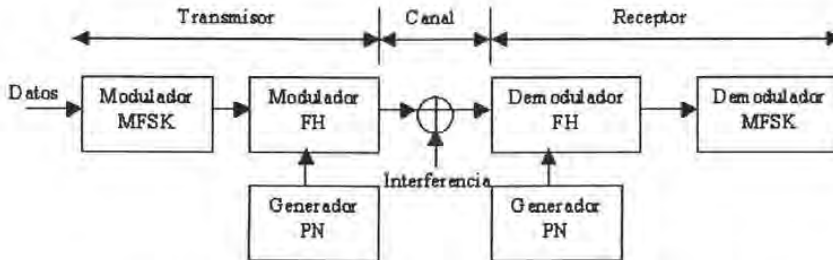 Transmisor Canal Receptor
Datos
Modulador
MFSK
Modulador
FH
Demodulador
FH
Demodulador
MFSK
Interferencia
Generador
PN
Generador
PN